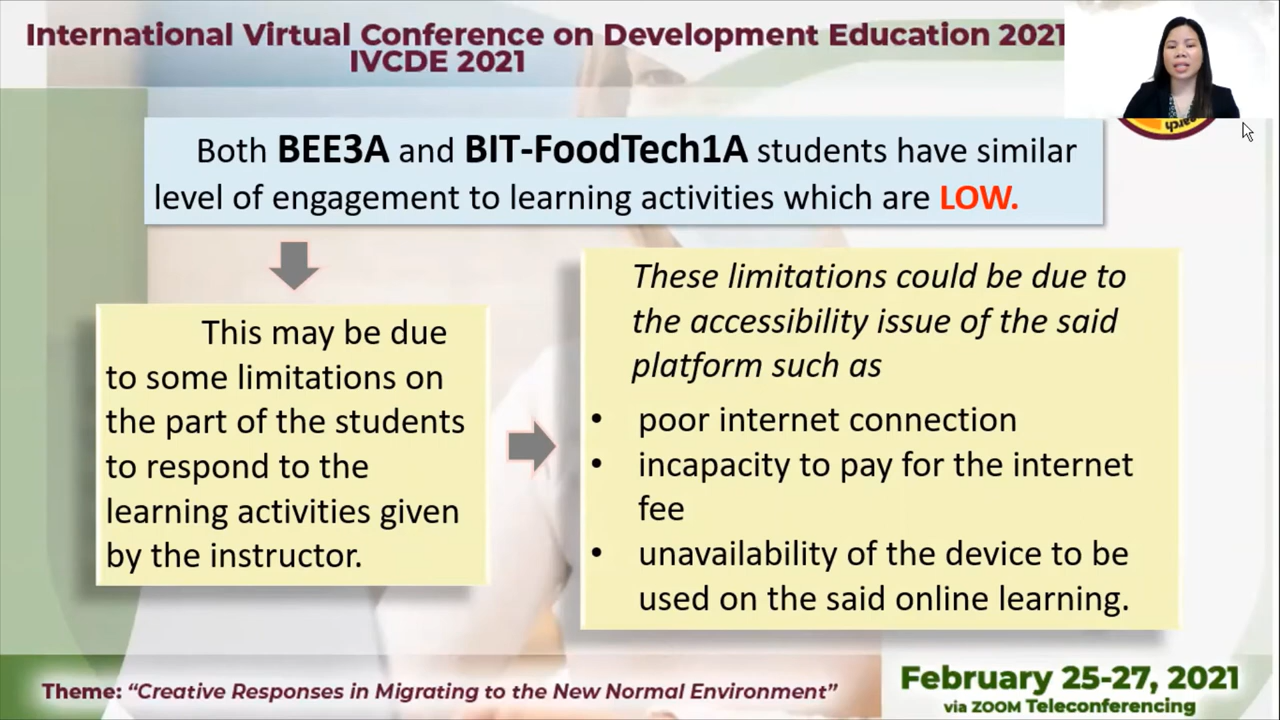 International Virtual Conference on Development Education 2021
IVCDE 2021
Both BEE3A and BIT-FoodTech1A students have similar
level of engagement to learning activities which are LOW.
This may be due
to some limitations on
the part of the students
to respond to the
learning activities given
by the instructor.
These limitations could be due to
the accessibility issue of the said
platform such as
• poor internet connection
• incapacity to pay for the internet
fee
• unavailability of the device to be
used on the said online learning.
Theme: “Creative Responses in Migrating to the New Normal Environment”
February 25-27, 2021
via ZOOM Teleconferencing